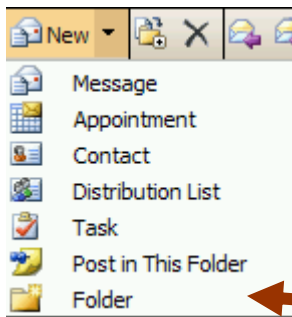 New
Message
Appointment
Contact
Distribution List
Task
Post in This Folder
Folder